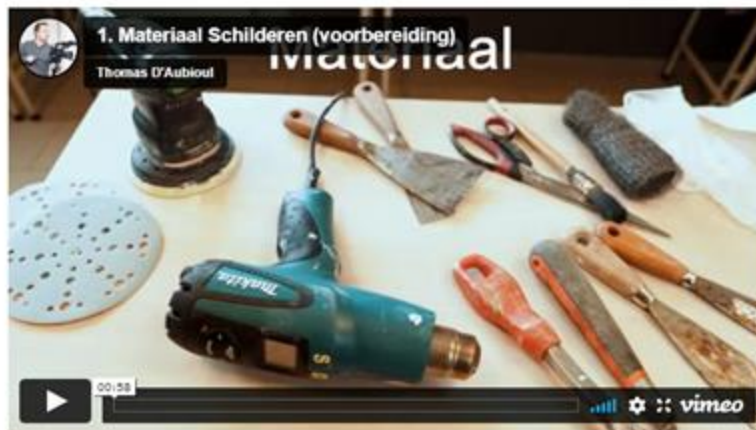 1. Materiaal Schilderen (voorbereiding)
Materiaal
Thomas D'Aubioul
makita
00:58
vimeo